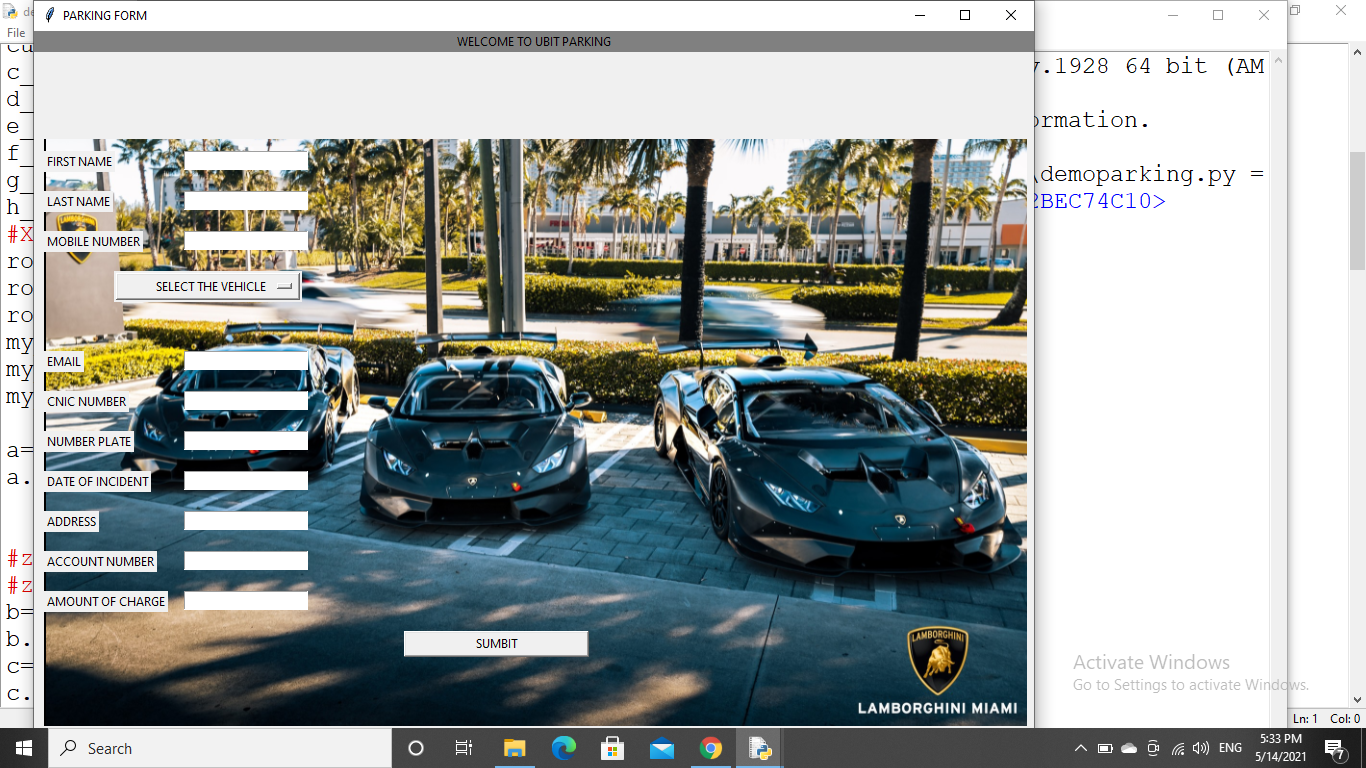 PARKING FORM
File
WELCOME TO UBIT PARKING
y.1928 64 bit (AM
ormation.
\demoparking.py =
2BEC74C10>
c_
d_
e_
f_
g_
h_
#X
ro
ro
ro
my
my
my
a=
a.
#z
#z
b=
b.
c=
c.
FIRST NAME
LAST NAME
LAMBORGHINI
MOBILE NUMBER
SELECT THE VEHICLE
EMAIL
CNIC NUMBER
NUMBER PLATE
DATE OF INCIDENT
ADDRESS
ACCOUNT NUMBER
AMOUNT OF CHARGE
SUMBIT
LAMBORGHINI
LAMBORGHINI MIAMI
Activate Windows
Go to Settings to activate Windows.
Ln: 1 Col: 0
Search
ENG
5:33 PM
5/14/2021
7